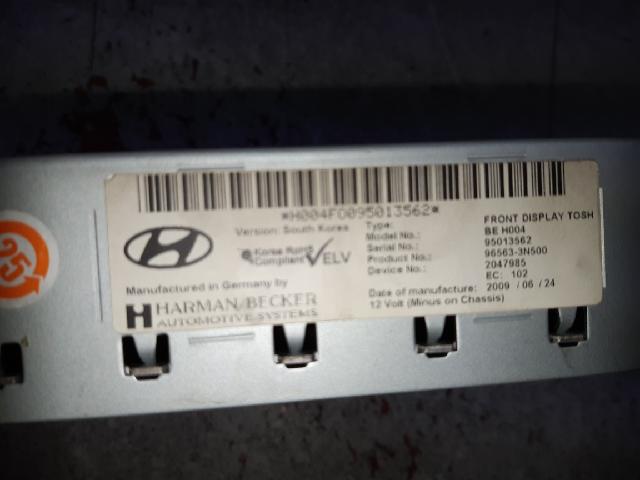 *H004FO095013562*
Version: South Korea
Korea RoHS
Compliant
ELV
Manufactured in Germany by
HARMAN/BECKER
AUTOMOTIVE SYSTEMS
Type: FRONT DISPLAY TOSH
Model No.: BE H004
Serial No.: 95013562
Product No.: 96563-3N500
Device No.: 2047985
EC: 102
Date of manufacture: 2009 / 06 / 24
12 Volt (Minus on Chassis)
25